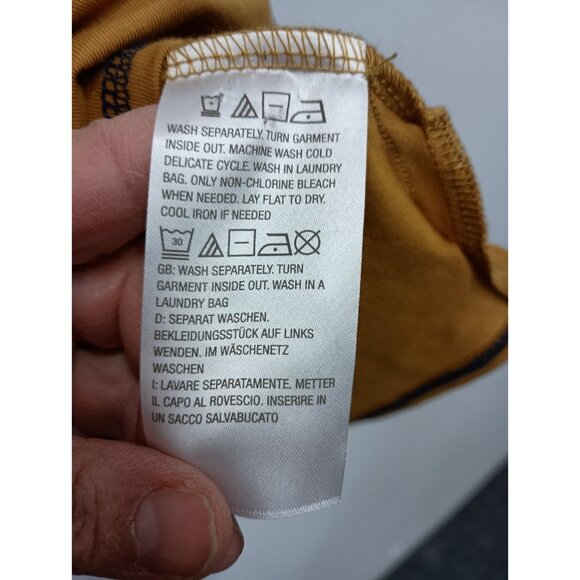 WASH SEPARATELY. TURN GARMENT
INSIDE OUT. MACHINE WASH COLD
DELICATE CYCLE. WASH IN LAUNDRY
BAG. ONLY NON-CHLORINE BLEACH
WHEN NEEDED. LAY FLAT TO DRY.
COOL IRON IF NEEDED
30
GB: WASH SEPARATELY. TURN
GARMENT INSIDE OUT. WASH IN A
LAUNDRY BAG
D: SEPARAT WASCHEN.
BEKLEIDUNGSSTÜCK AUF LINKS
WENDEN. IM WÄSCHENETZ
WASCHEN
I: LAVARE SEPARATAMENTE. METTER
IL CAPO AL ROVESCIO. INSERIRE IN
UN SACCO SALVABUCATO